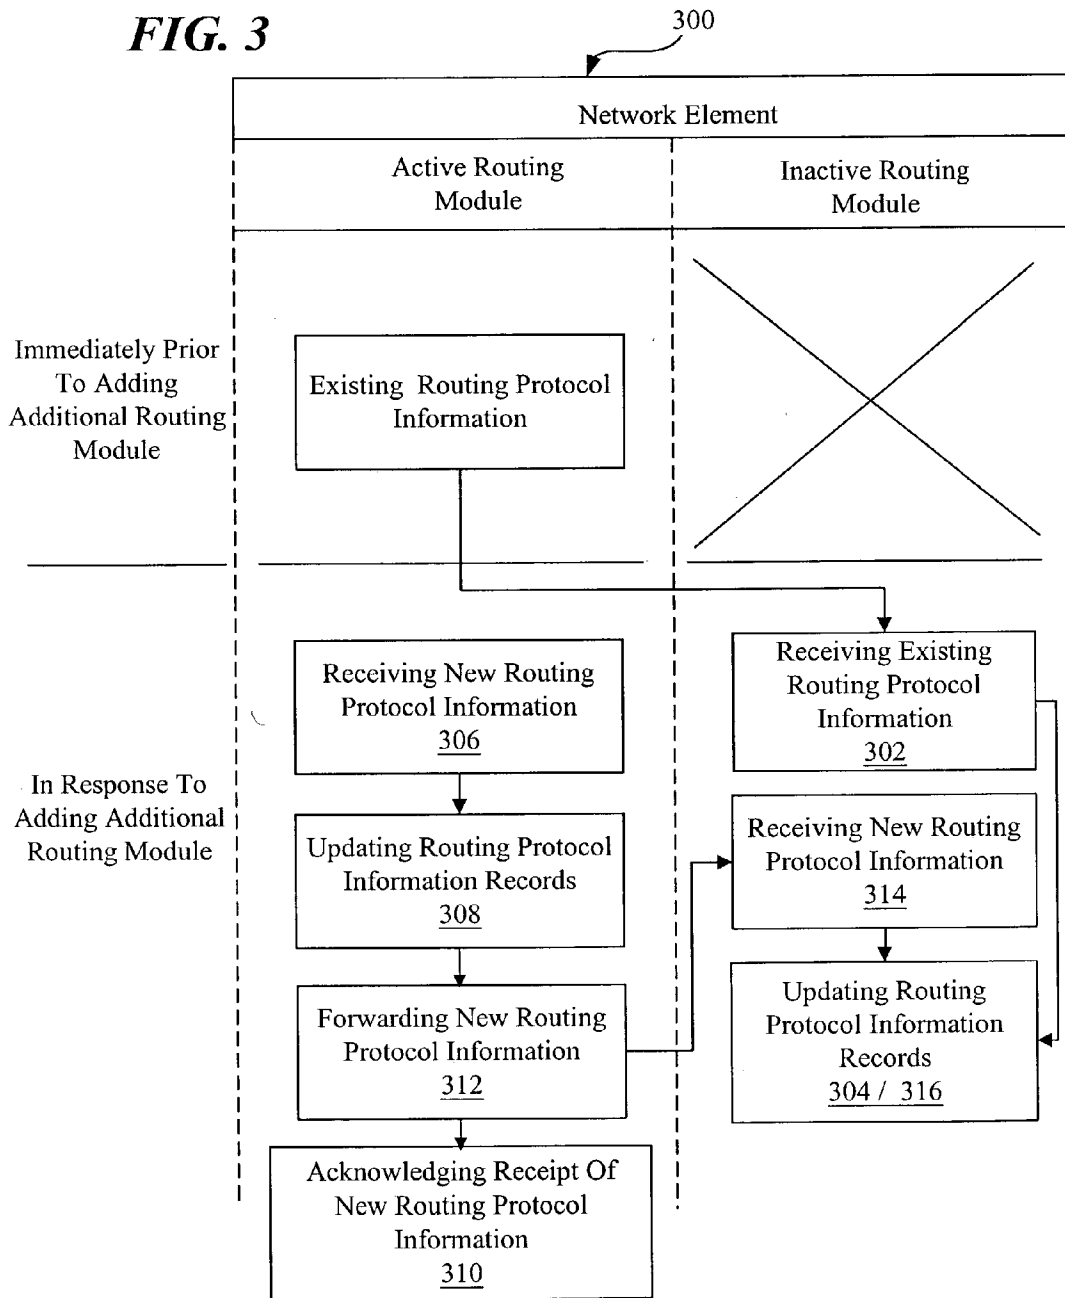 FIG. 3
300
Network Element
Active Routing
Module
Inactive Routing
Module
Immediately Prior
To Adding
Additional Routing
Module
Existing Routing Protocol
Information
In Response To
Adding Additional
Routing Module
Receiving New Routing
Protocol Information
306
Updating Routing Protocol
Information Records
308
Forwarding New Routing
Protocol Information
312
Acknowledging Receipt Of
New Routing Protocol
Information
310
Receiving Existing
Routing Protocol
Information
302
Receiving New Routing
Protocol Information
314
Updating Routing
Protocol Information
Records
304 / 316